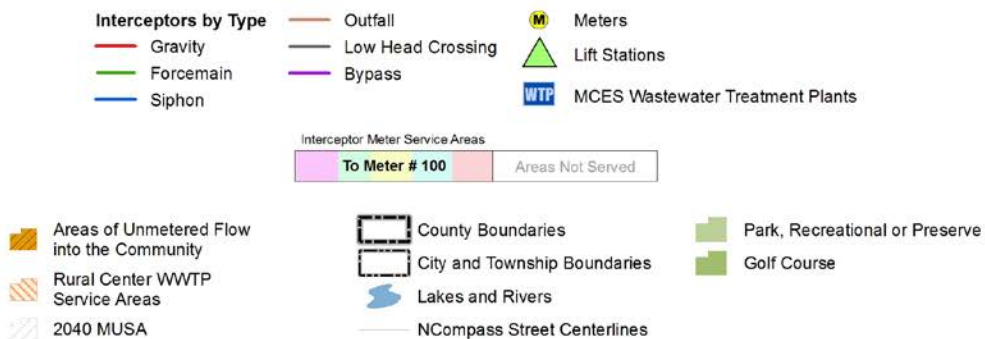 Interceptors by Type
Gravity
Forcemain
Siphon
Outfall
Low Head Crossing
Bypass
M Meters
Lift Stations
WTP MCES Wastewater Treatment Plants
Interceptor Meter Service Areas
To Meter # 100
Areas Not Served
Areas of Unmetered Flow
into the Community
Rural Center WWTP
Service Areas
2040 MUSA
County Boundaries
City and Township Boundaries
Lakes and Rivers
NCompass Street Centerlines
Park, Recreational or Preserve
Golf Course